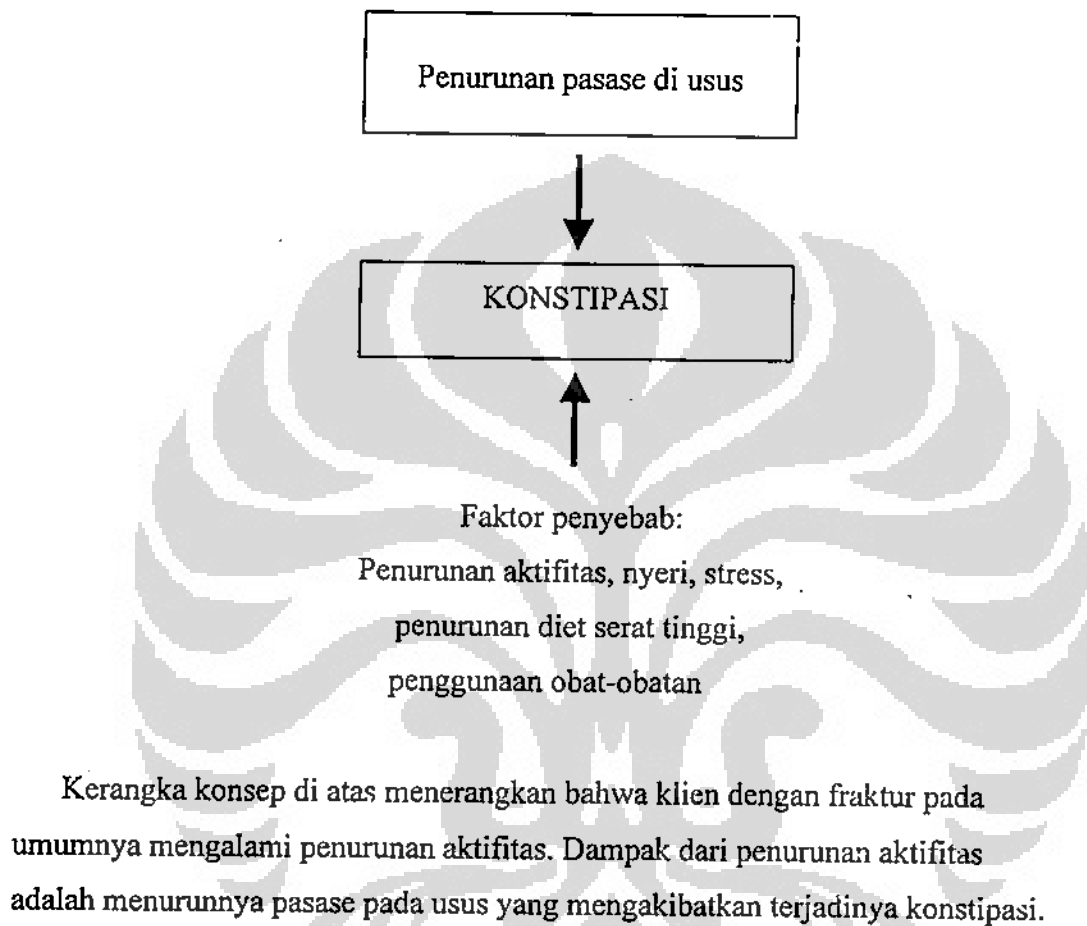 Penurunan pasase di usus
KONSTIPASI
Faktor penyebab:
Penurunan aktifitas, nyeri, stress,
penurunan diet serat tinggi,
penggunaan obat-obatan
Kerangka konsep di atas menerangkan bahwa klien dengan fraktur pada
umumnya mengalami penurunan aktifitas. Dampak dari penurunan aktifitas
adalah menurunnya pasase pada usus yang mengakibatkan terjadinya konstipasi.